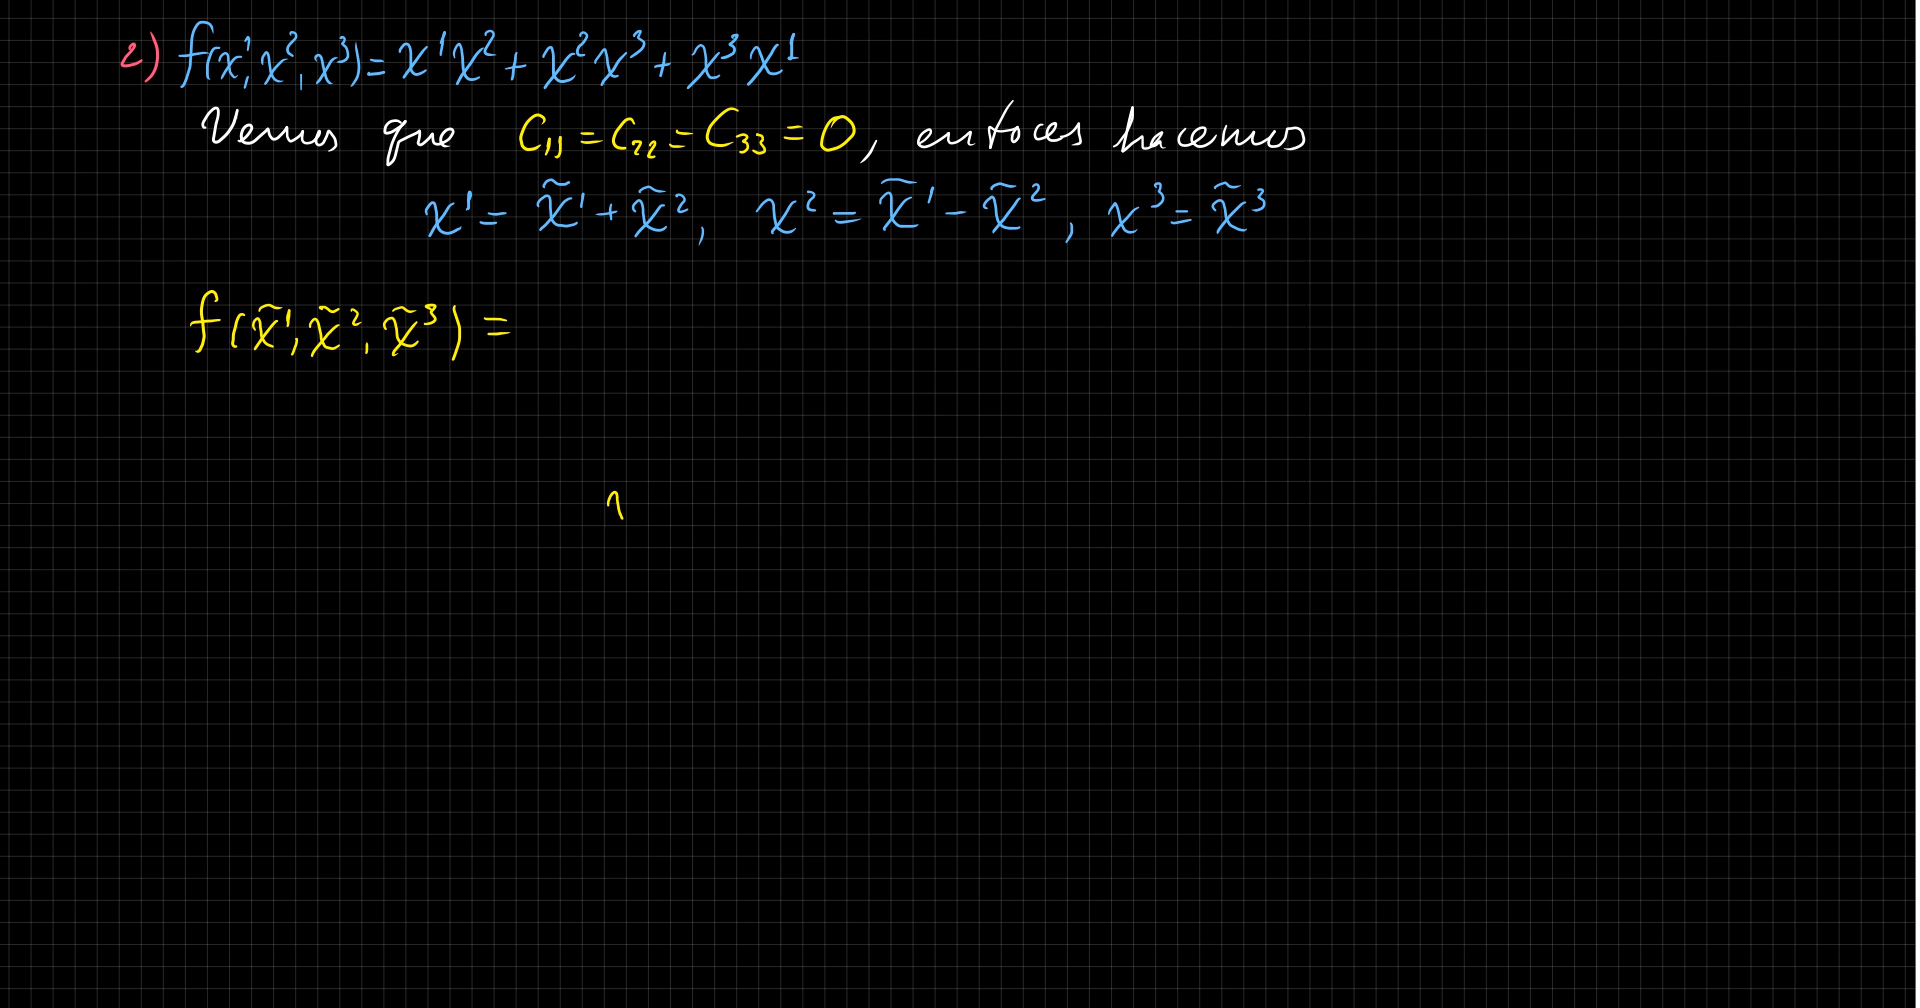 2) f(x¹, x², x³) = x¹x² + x²x³ + x³x¹
Vemos que C₁₁ = C₂₂ = C₃₃ = 0, entoces hacemos
x¹ = x̃¹ + x̃², x² = x̃¹ - x̃², x³ = x̃³
f(x̃¹, x̃², x̃³) =